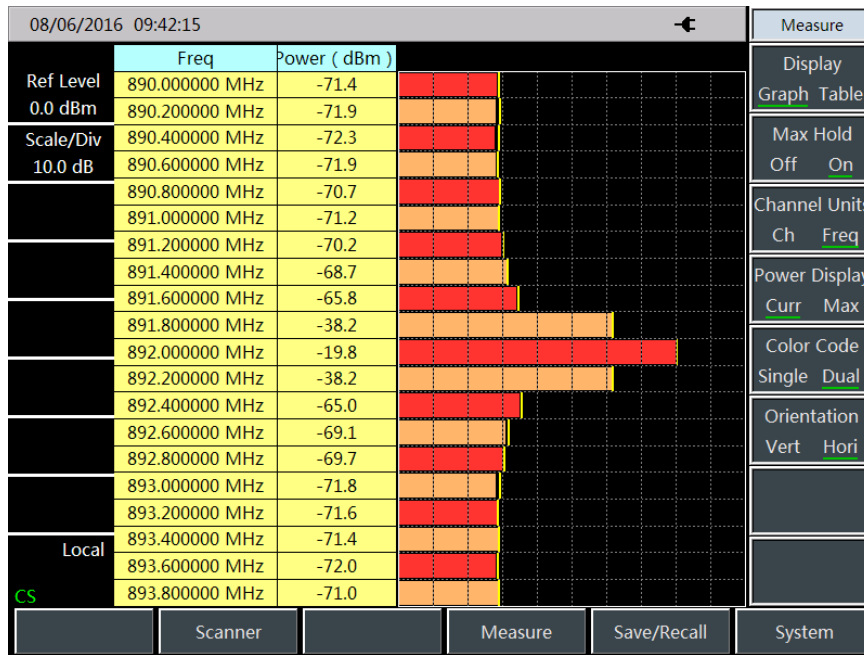 08/06/2016 09:42:15
Measure
Freq Power ( dBm )
Ref Level
0.0 dBm
Scale/Div
10.0 dB
890.000000 MHz -71.4
890.200000 MHz -71.9
890.400000 MHz -72.3
890.600000 MHz -71.9
890.800000 MHz -70.7
891.000000 MHz -71.2
891.200000 MHz -70.2
891.400000 MHz -68.7
891.600000 MHz -65.8
891.800000 MHz -38.2
892.000000 MHz -19.8
892.200000 MHz -38.2
892.400000 MHz -65.0
892.600000 MHz -69.1
892.800000 MHz -69.7
893.000000 MHz -71.8
893.200000 MHz -71.6
893.400000 MHz -71.4
893.600000 MHz -72.0
893.800000 MHz -71.0
Local
CS
Display
Graph Table
Max Hold
Off On
Channel Units
Ch Freq
Power Display
Curr Max
Color Code
Single Dual
Orientation
Vert Hori
Scanner Measure Save/Recall System